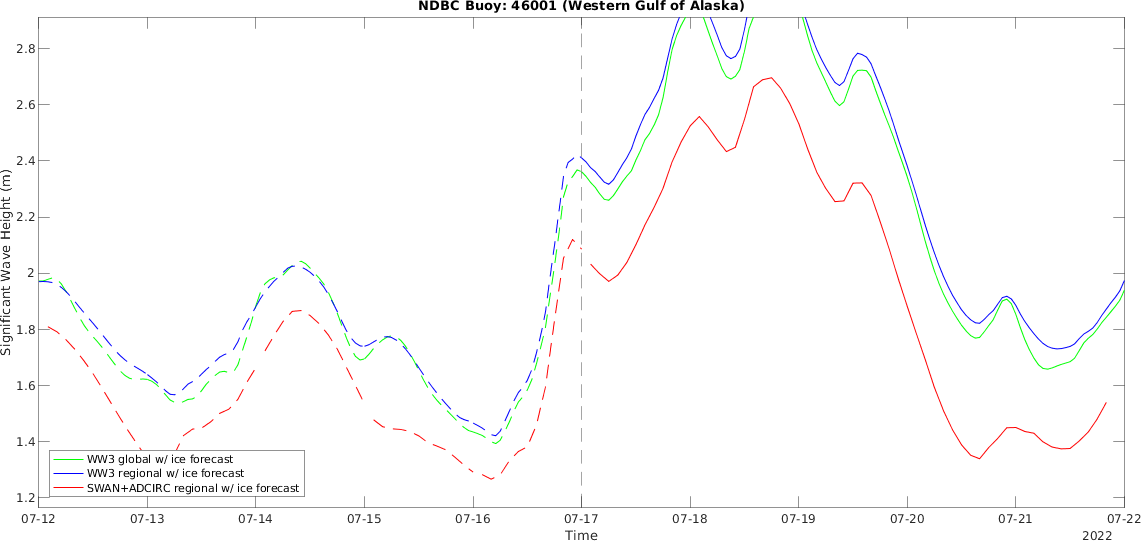 NDBC Buoy: 46001 (Western Gulf of Alaska)
Significant Wave Height (m)
2.8
2.6
2.4
2.2
2
1.8
1.6
1.4
1.2
WW3 global w/ ice forecast
WW3 regional w/ ice forecast
SWAN+ADCIRC regional w/ ice forecast
07-12 07-13 07-14 07-15 07-16 07-17 07-18 07-19 07-20 07-21 07-22
Time
2022